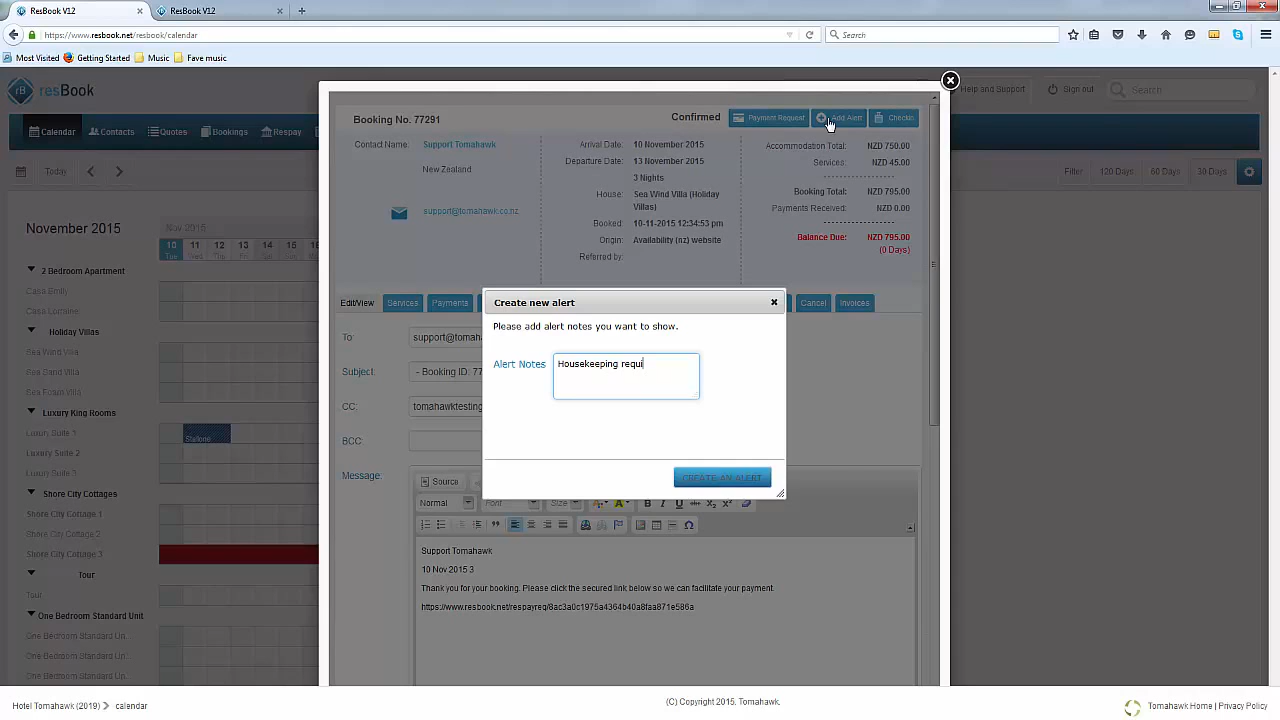 ResBook V12
ResBook V12
https://www.resbook.net/resbook/calendar
Search
Most Visited
Getting Started
Music
Fave music
rB resBook
Help and Support
Sign out
Search
Calendar
Contacts
Quotes
Bookings
Respay
Today
Filter
120 Days
60 Days
30 Days
Booking No. 77291
Confirmed
Payment Request
Add Alert
Checkin
Contact Name:
Support Tomahawk
New Zealand
support@tomahawk.co.nz
Arrival Date: 10 November 2015
Departure Date: 13 November 2015
3 Nights
House: Sea Wind Villa (Holiday
Villas)
Booked: 10-11-2015 12:34:53 pm
Origin: Availability (nz) website
Referred by:
Accommodation Total: NZD 750.00
Services: NZD 45.00
Booking Total: NZD 795.00
Payments Received: NZD 0.00
Balance Due: NZD 795.00
(0 Days)
Edit/View
Services
Payments
Cancel
Invoices
November 2015
Nov 2015
10 11 12 13 14 15
Tue Wed Thu Fri Sat Sun
2 Bedroom Apartment
Casa Emily
Casa Lorraine
Holiday Villas
Sea Wind Villa
Sea Sand Villa
Sea Foam Villa
Luxury King Rooms
Luxury Suite 1
Stallone
Luxury Suite 2
Luxury Suite 3
Shore City Cottages
Shore City Cottage 1
Shore City Cottage 2
Shore City Cottage 3
Tour
Tour
One Bedroom Standard Unit
One Bedroom Standard Un...
One Bedroom Standard Un...
One Bedroom Standard Un...
Create new alert
Please add alert notes you want to show.
Alert Notes
Housekeeping requi
CREATE AN ALERT
To:
support@tomaha
Subject:
- Booking ID: 77
CC:
tomahawktesting
BCC:
Message:
Source
Normal
Font
Size
Support Tomahawk
10 Nov 2015 3
Thank you for your booking. Please click the secured link below so we can facilitate your payment.
https://www.resbook.net/respayreq/8ac3a0c1975a4364b40a8faa871e586a
Hotel Tomahawk (2019)
calendar
(C) Copyright 2015. Tomahawk.
Tomahawk Home | Privacy Policy